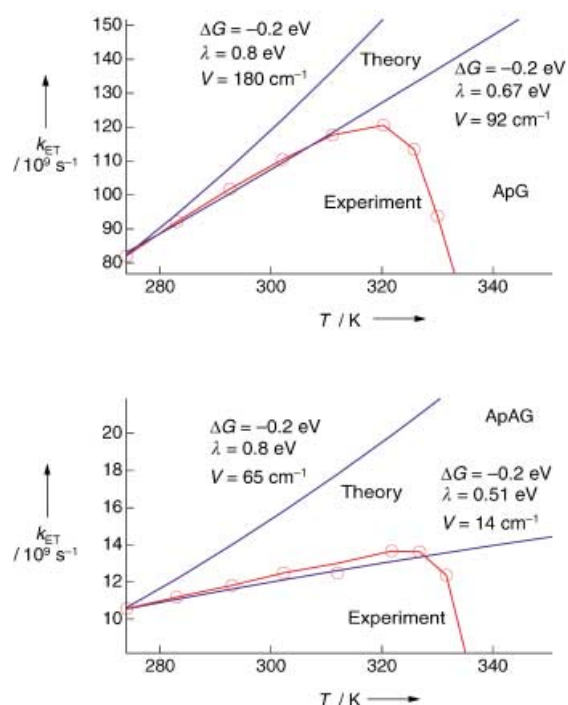 150
140
130
120
110
100
90
80
k_ET
/ 10⁹ s⁻¹
ΔG = −0.2 eV
λ = 0.8 eV
V = 180 cm⁻¹
Theory
ΔG = −0.2 eV
λ = 0.67 eV
V = 92 cm⁻¹
Experiment
ApG
280 300 320 340
T / K
20
18
16
14
12
10
k_ET
/ 10⁹ s⁻¹
ΔG = −0.2 eV
λ = 0.8 eV
V = 65 cm⁻¹
Theory
ApAG
ΔG = −0.2 eV
λ = 0.51 eV
V = 14 cm⁻¹
Experiment
280 300 320 340
T / K